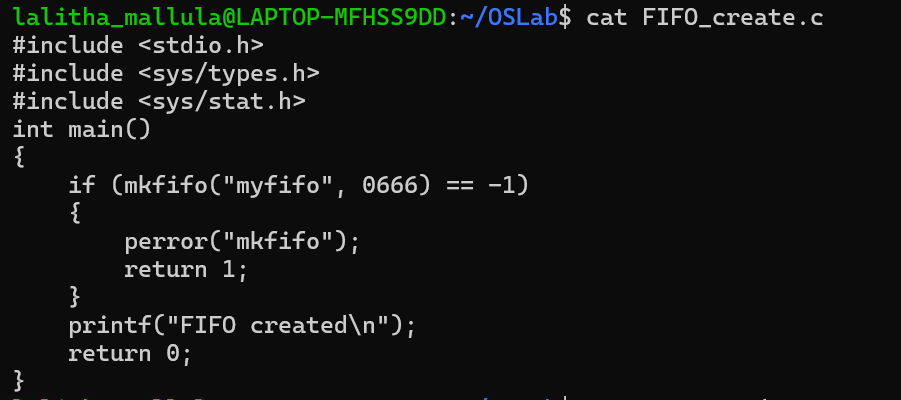 lalitha_mallula@LAPTOP-MFHSS9DD:~/OSLab$ cat FIFO_create.c
#include <stdio.h>
#include <sys/types.h>
#include <sys/stat.h>
int main()
{
    if (mkfifo("myfifo", 0666) == -1)
    {
        perror("mkfifo");
        return 1;
    }
    printf("FIFO created\n");
    return 0;
}